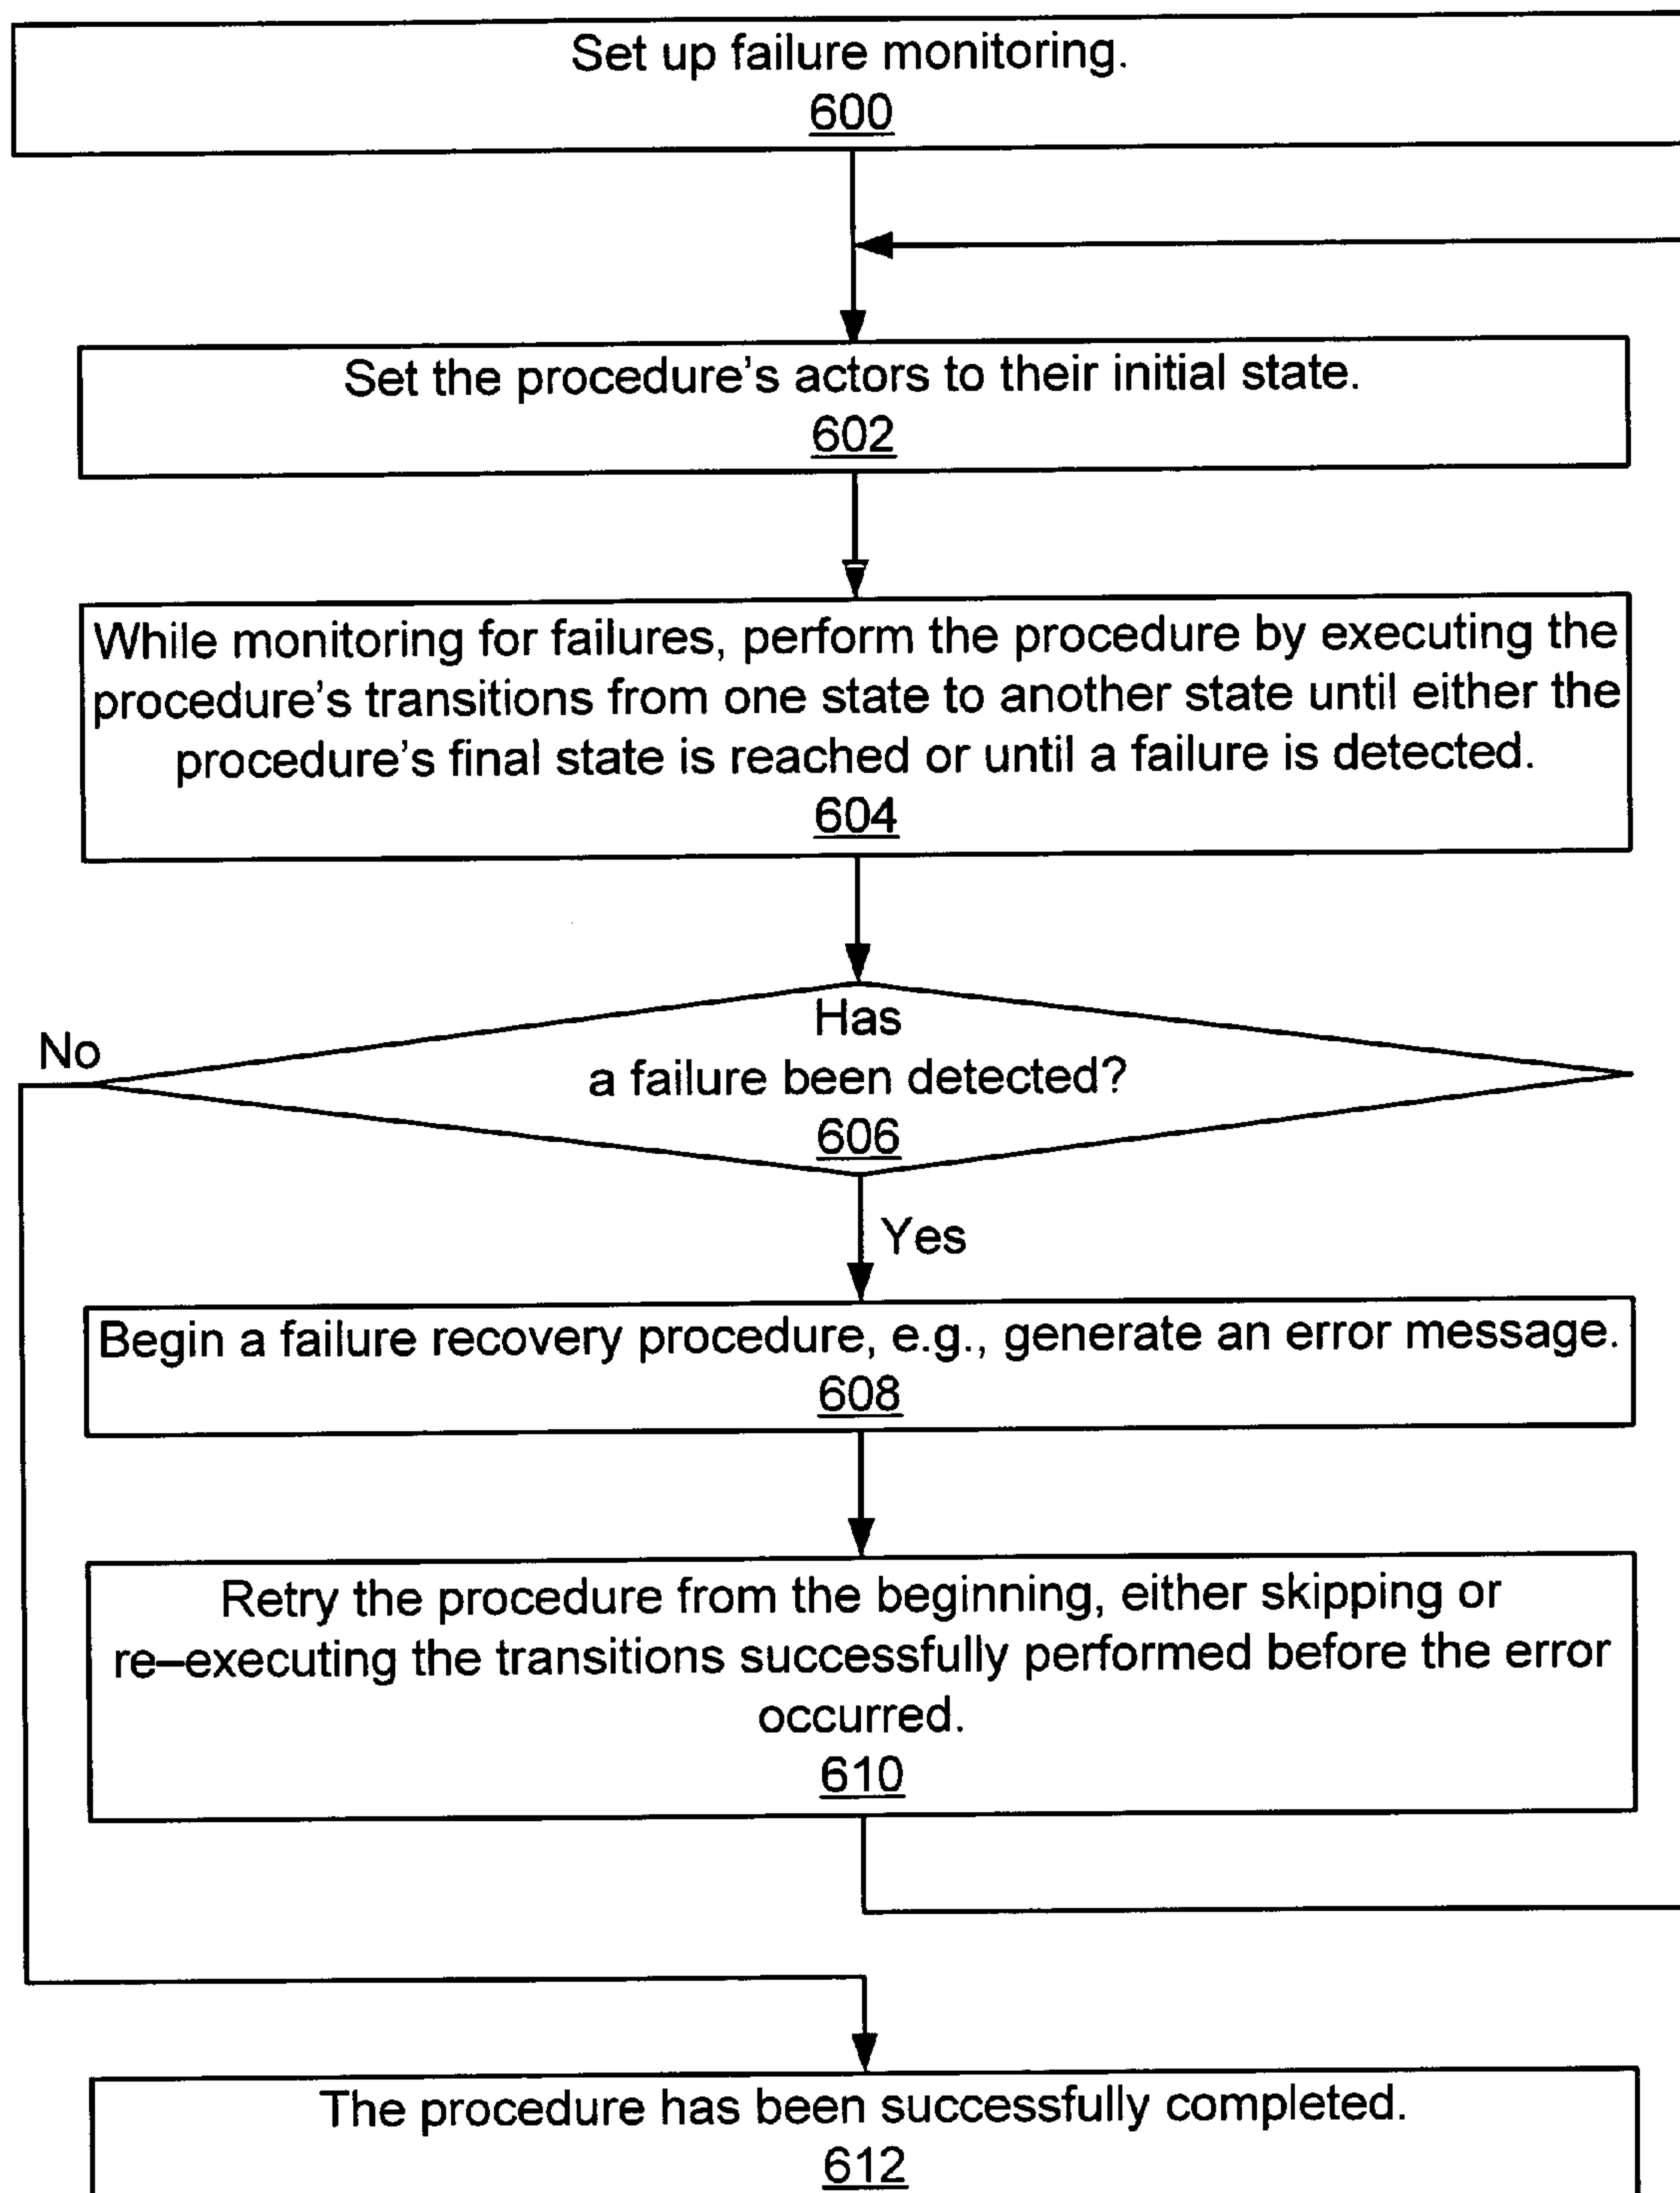 Set up failure monitoring.
600
Set the procedure's actors to their initial state.
602
While monitoring for failures, perform the procedure by executing the
procedure's transitions from one state to another state until either the
procedure's final state is reached or until a failure is detected.
604
Has
a failure been detected?
606
No
Yes
Begin a failure recovery procedure, e.g., generate an error message.
608
Retry the procedure from the beginning, either skipping or
re–executing the transitions successfully performed before the error
occurred.
610
The procedure has been successfully completed.
612